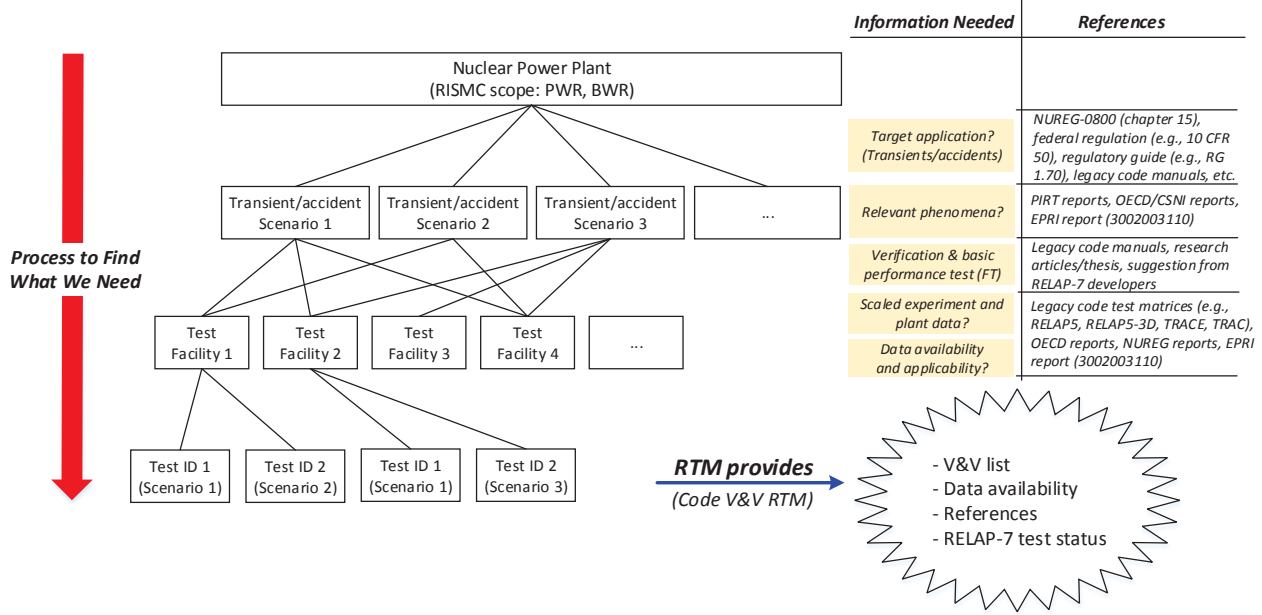 Information Needed
References
Nuclear Power Plant
(RISMC scope: PWR, BWR)
Target application?
(Transients/accidents)
NUREG-0800 (chapter 15),
federal regulation (e.g., 10 CFR
50), regulatory guide (e.g., RG
1.70), legacy code manuals, etc.
Transient/accident
Scenario 1
Transient/accident
Scenario 2
Transient/accident
Scenario 3
...
Relevant phenomena?
PIRT reports, OECD/CSNI reports,
EPRI report (3002003110)
Process to Find
What We Need
Verification & basic
performance test (FT)
Legacy code manuals, research
articles/thesis, suggestion from
RELAP-7 developers
Test
Facility 1
Test
Facility 2
Test
Facility 3
Test
Facility 4
...
Scaled experiment and
plant data?
Data availability
and applicability?
Legacy code test matrices (e.g.,
RELAP5, RELAP5-3D, TRACE, TRAC),
OECD reports, NUREG reports, EPRI
report (3002003110)
Test ID 1
(Scenario 1)
Test ID 2
(Scenario 2)
Test ID 1
(Scenario 1)
Test ID 2
(Scenario 3)
RTM provides
(Code V&V RTM)
- V&V list
- Data availability
- References
- RELAP-7 test status